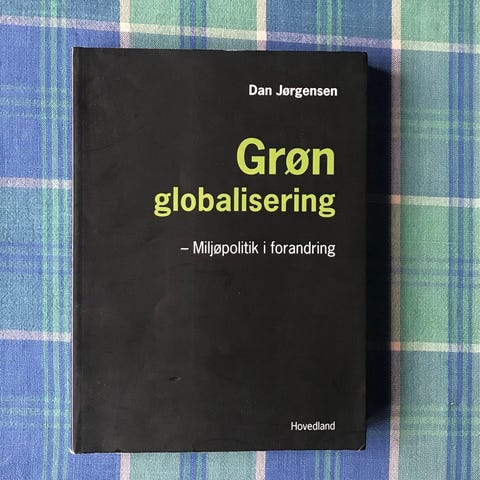 Dan Jørgensen
Grøn
globalisering
– Miljøpolitik i forandring
Hovedland